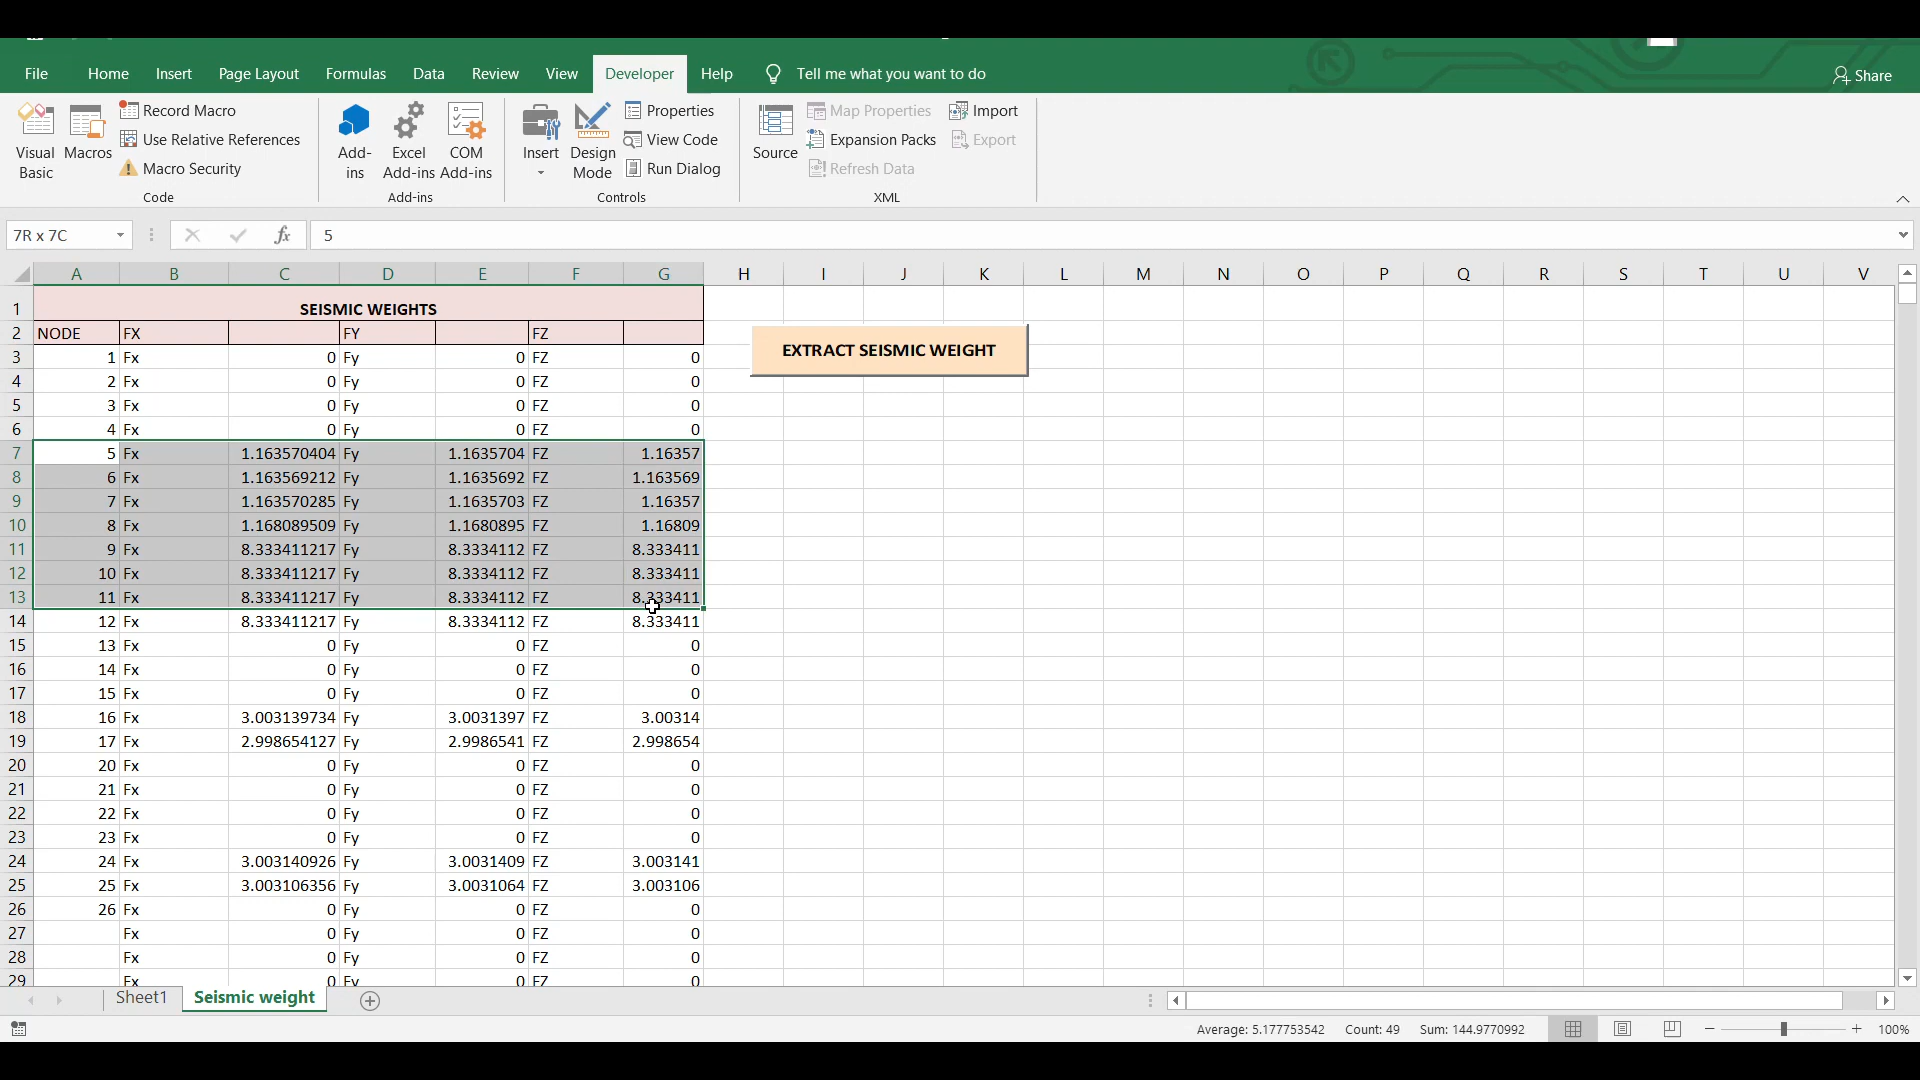 File Home Insert Page Layout Formulas Data Review View Developer Help Tell me what you want to do Share
Visual Basic
Macros
Record Macro
Use Relative References
Macro Security
Code
Add-ins
Excel Add-ins
COM Add-ins
Add-ins
Insert
Design Mode
Properties
View Code
Run Dialog
Controls
Source
Map Properties
Expansion Packs
Refresh Data
Import
Export
XML
7R x 7C fx 5
A B C D E F G H I J K L M N O P Q R S T U V
1 SEISMIC WEIGHTS
2 NODE FX FY FZ
EXTRACT SEISMIC WEIGHT
3 1 Fx 0 Fy 0 FZ 0
4 2 Fx 0 Fy 0 FZ 0
5 3 Fx 0 Fy 0 FZ 0
6 4 Fx 0 Fy 0 FZ 0
7 5 Fx 1.163570404 Fy 1.1635704 FZ 1.16357
8 6 Fx 1.163569212 Fy 1.1635692 FZ 1.163569
9 7 Fx 1.163570285 Fy 1.1635703 FZ 1.16357
10 8 Fx 1.168089509 Fy 1.1680895 FZ 1.16809
11 9 Fx 8.333411217 Fy 8.3334112 FZ 8.333411
12 10 Fx 8.333411217 Fy 8.3334112 FZ 8.333411
13 11 Fx 8.333411217 Fy 8.3334112 FZ 8.333411
14 12 Fx 8.333411217 Fy 8.3334112 FZ 8.333411
15 13 Fx 0 Fy 0 FZ 0
16 14 Fx 0 Fy 0 FZ 0
17 15 Fx 0 Fy 0 FZ 0
18 16 Fx 3.003139734 Fy 3.0031397 FZ 3.00314
19 17 Fx 2.998654127 Fy 2.9986541 FZ 2.998654
20 20 Fx 0 Fy 0 FZ 0
21 21 Fx 0 Fy 0 FZ 0
22 22 Fx 0 Fy 0 FZ 0
23 23 Fx 0 Fy 0 FZ 0
24 24 Fx 3.003140926 Fy 3.0031409 FZ 3.003141
25 25 Fx 3.003106356 Fy 3.0031064 FZ 3.003106
26 26 Fx 0 Fy 0 FZ 0
27 Fx 0 Fy 0 FZ 0
28 Fx 0 Fy 0 FZ 0
29 Fx 0 Fy 0 FZ 0
Sheet1 Seismic weight
Average: 5.177753542 Count: 49 Sum: 144.9770992 100%